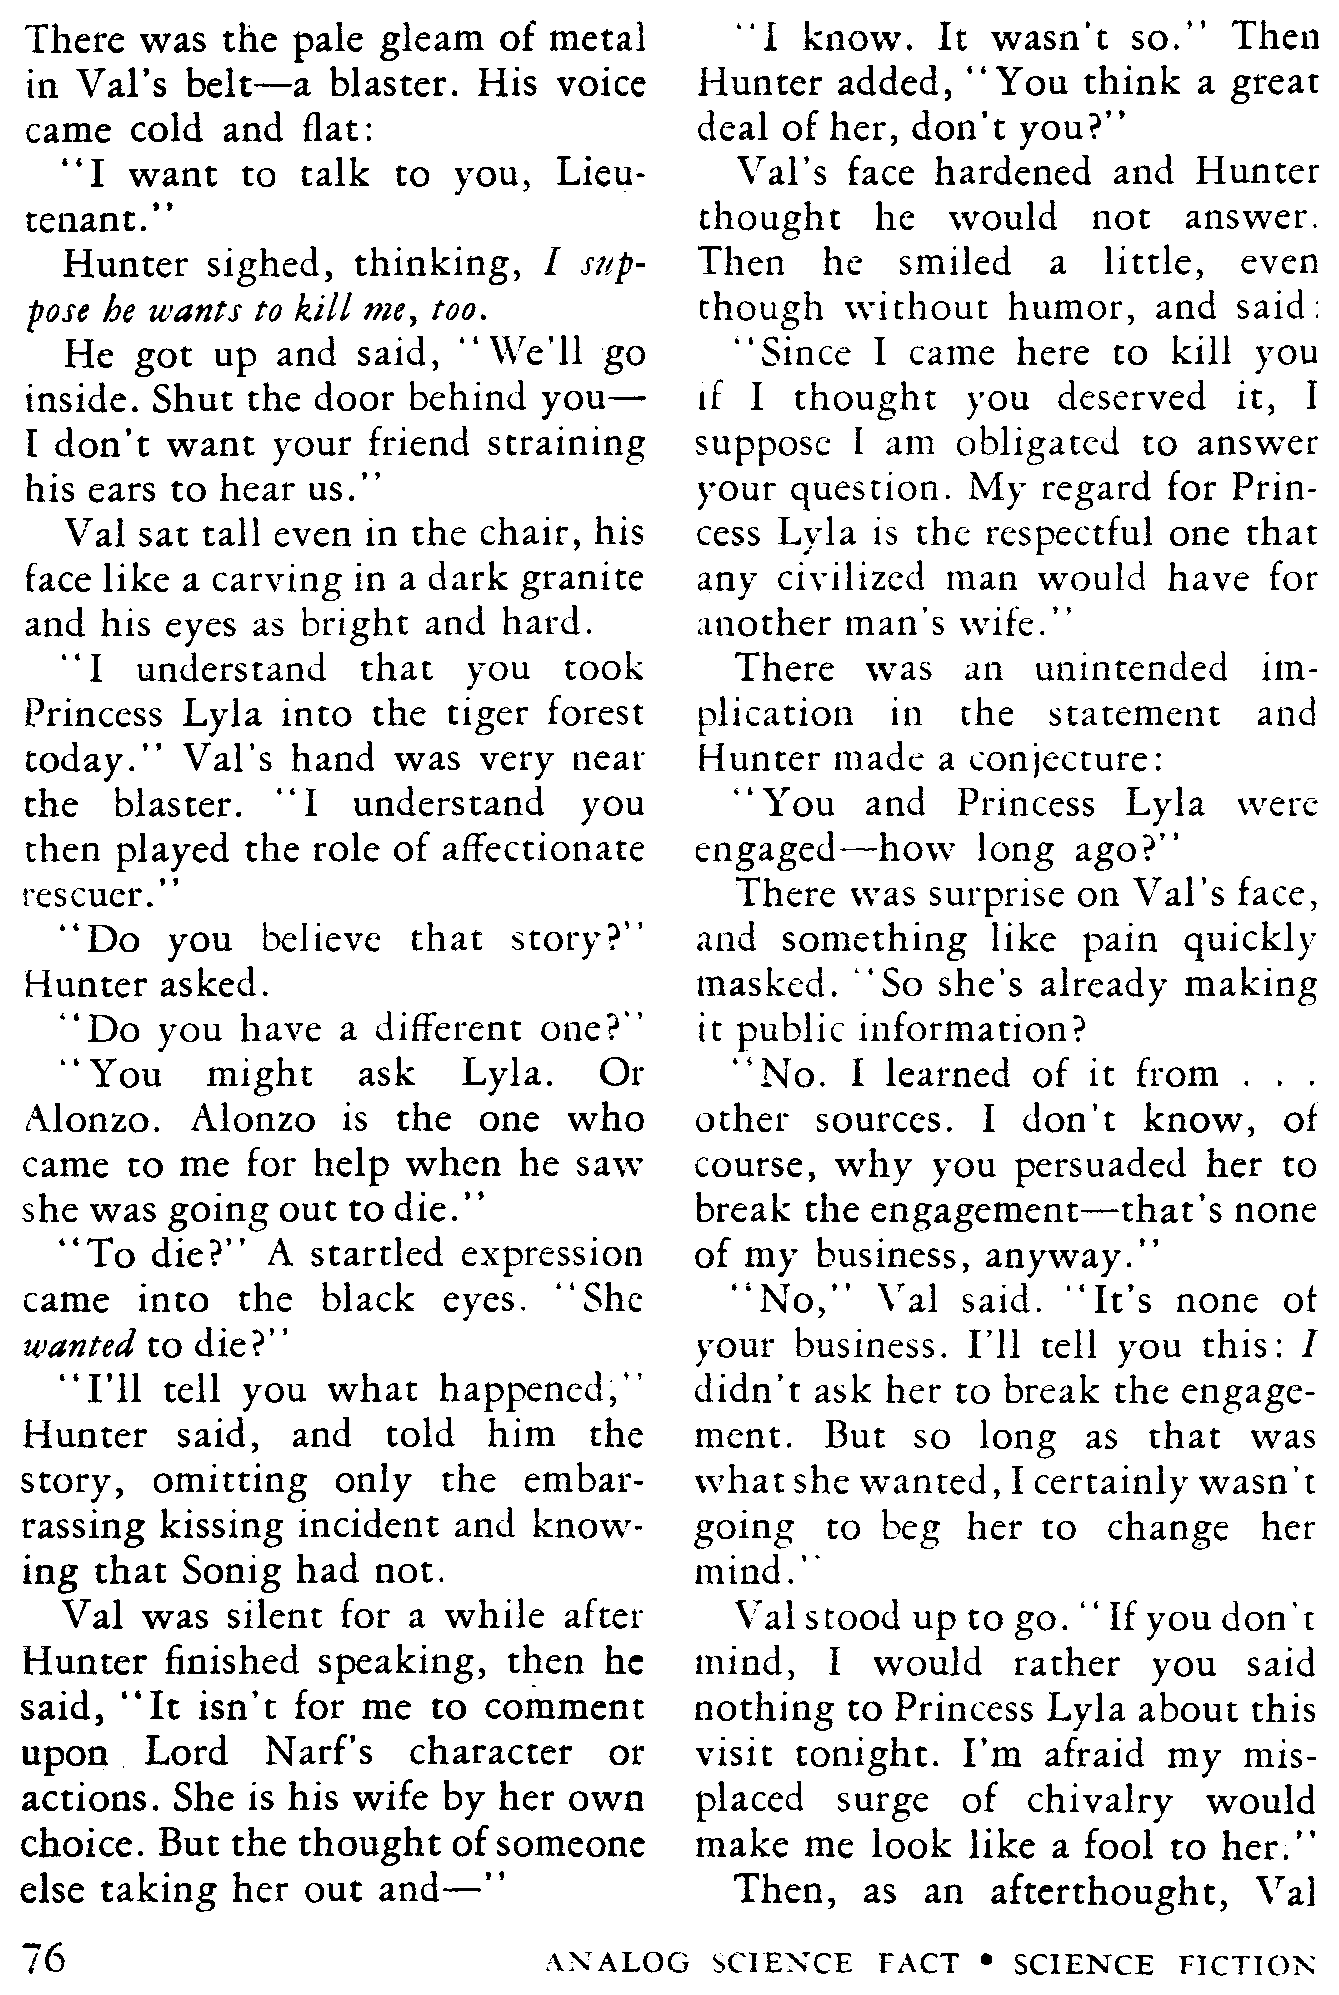 There was the pale gleam of metal
in Val's belt—a blaster. His voice
came cold and flat:
"I want to talk to you, Lieu-
tenant."
Hunter sighed, thinking, I sup-
pose he wants to kill me, too.
He got up and said, "We'll go
inside. Shut the door behind you—
I don't want your friend straining
his ears to hear us."
Val sat tall even in the chair, his
face like a carving in a dark granite
and his eyes as bright and hard.
"I understand that you took
Princess Lyla into the tiger forest
today." Val's hand was very near
the blaster. "I understand you
then played the role of affectionate
rescuer."
"Do you believe that story?"
Hunter asked.
"Do you have a different one?"
"You might ask Lyla. Or
Alonzo. Alonzo is the one who
came to me for help when he saw
she was going out to die."
"To die?" A startled expression
came into the black eyes. "She
wanted to die?"
"I'll tell you what happened,"
Hunter said, and told him the
story, omitting only the embar-
rassing kissing incident and know-
ing that Sonig had not.
Val was silent for a while after
Hunter finished speaking, then he
said, "It isn't for me to comment
upon Lord Narf's character or
actions. She is his wife by her own
choice. But the thought of someone
else taking her out and—"
"I know. It wasn't so." Then
Hunter added, "You think a great
deal of her, don't you?"
Val's face hardened and Hunter
thought he would not answer.
Then he smiled a little, even
though without humor, and said:
"Since I came here to kill you
if I thought you deserved it, I
suppose I am obligated to answer
your question. My regard for Prin-
cess Lyla is the respectful one that
any civilized man would have for
another man's wife."
There was an unintended im-
plication in the statement and
Hunter made a conjecture:
"You and Princess Lyla were
engaged—how long ago?"
There was surprise on Val's face,
and something like pain quickly
masked. "So she's already making
it public information?
"No. I learned of it from . . .
other sources. I don't know, of
course, why you persuaded her to
break the engagement—that's none
of my business, anyway."
"No," Val said. "It's none of
your business. I'll tell you this: I
didn't ask her to break the engage-
ment. But so long as that was
what she wanted, I certainly wasn't
going to beg her to change her
mind."
Val stood up to go. "If you don't
mind, I would rather you said
nothing to Princess Lyla about this
visit tonight. I'm afraid my mis-
placed surge of chivalry would
make me look like a fool to her."
Then, as an afterthought, Val
76
ANALOG SCIENCE FACT • SCIENCE FICTION